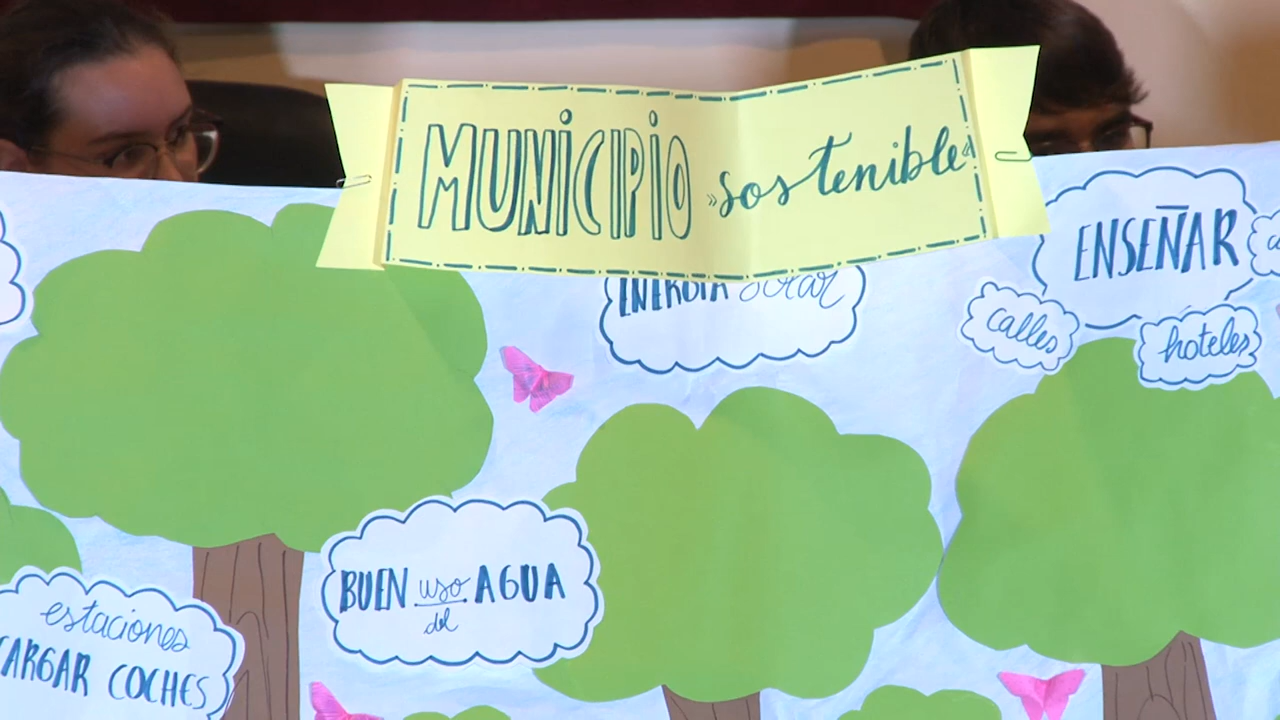 MUNICIPIO
»sostenible«
ENERGÍA solar
ENSEÑAR
calles
hoteles
BUEN uso AGUA
del
estaciones
CARGAR COCHES